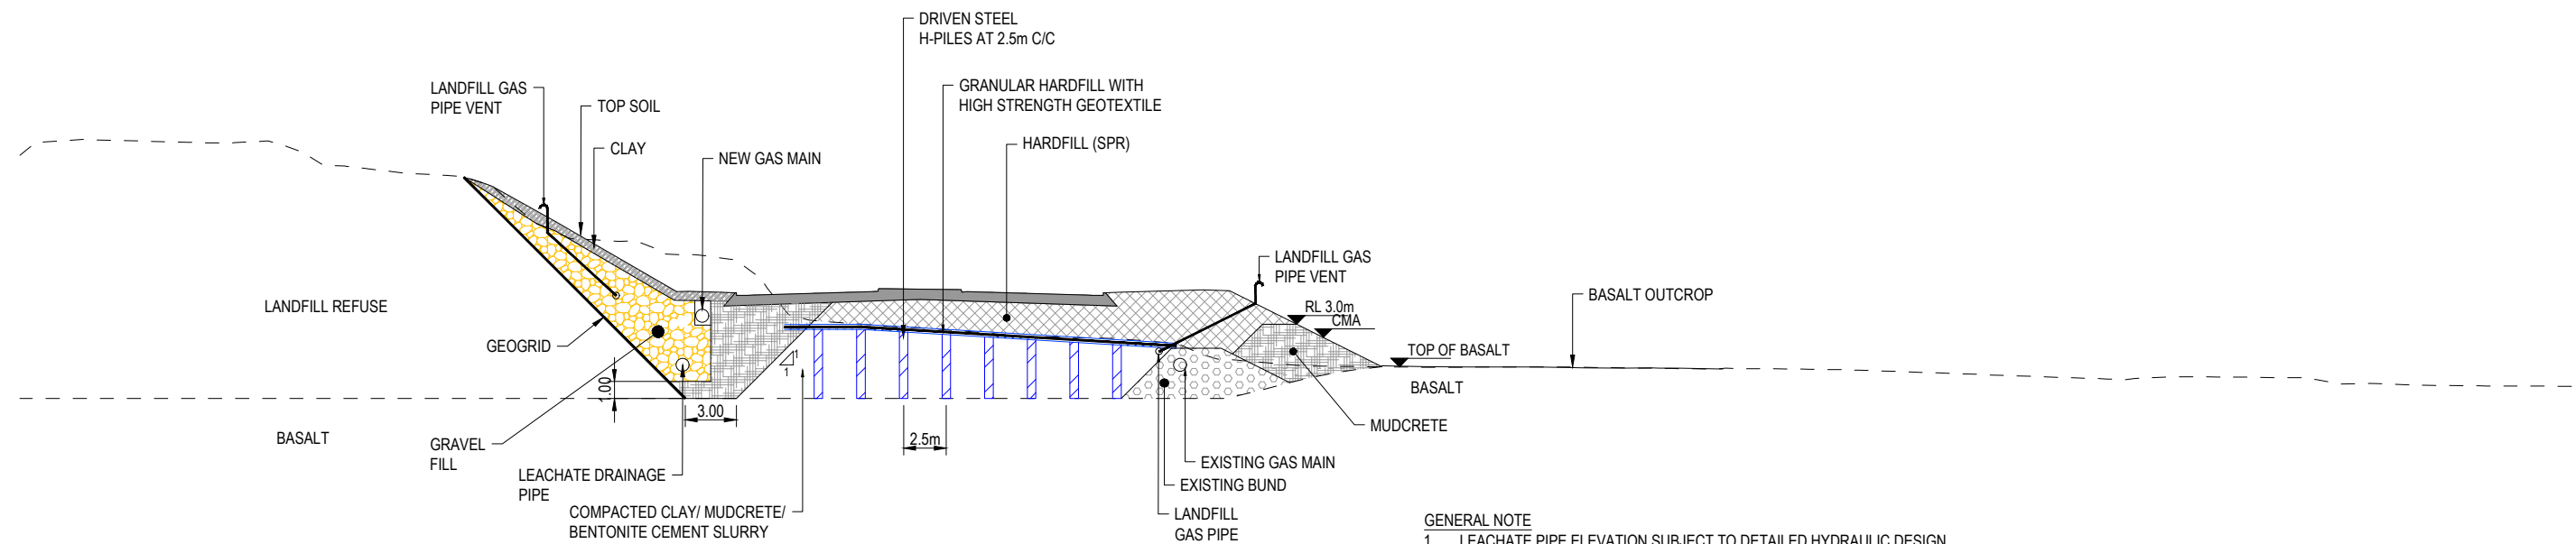 DRIVEN STEEL
H-PILES AT 2.5m C/C
LANDFILL GAS
PIPE VENT
TOP SOIL
GRANULAR HARDFILL WITH
HIGH STRENGTH GEOTEXTILE
CLAY
NEW GAS MAIN
HARDFILL (SPR)
LANDFILL GAS
PIPE VENT
LANDFILL REFUSE
RL 3.0m
CMA
BASALT OUTCROP
GEOGRID
TOP OF BASALT
1
1
BASALT
1.00
3.00
MUDCRETE
BASALT
GRAVEL
FILL
2.5m
LEACHATE DRAINAGE
PIPE
EXISTING GAS MAIN
EXISTING BUND
COMPACTED CLAY/ MUDCRETE/
BENTONITE CEMENT SLURRY
LANDFILL
GAS PIPE
GENERAL NOTE
1. LEACHATE PIPE ELEVATION SUBJECT TO DETAILED HYDRAULIC DESIGN